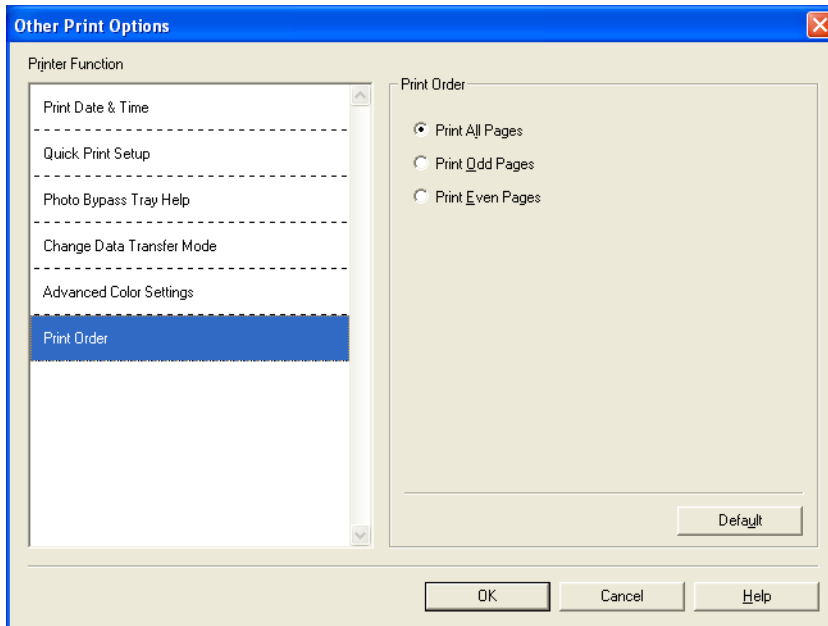 Other Print Options
Printer Function
Print Date & Time
Quick Print Setup
Photo Bypass Tray Help
Change Data Transfer Mode
Advanced Color Settings
Print Order
Print Order
Print All Pages
Print Odd Pages
Print Even Pages
Default
OK Cancel Help